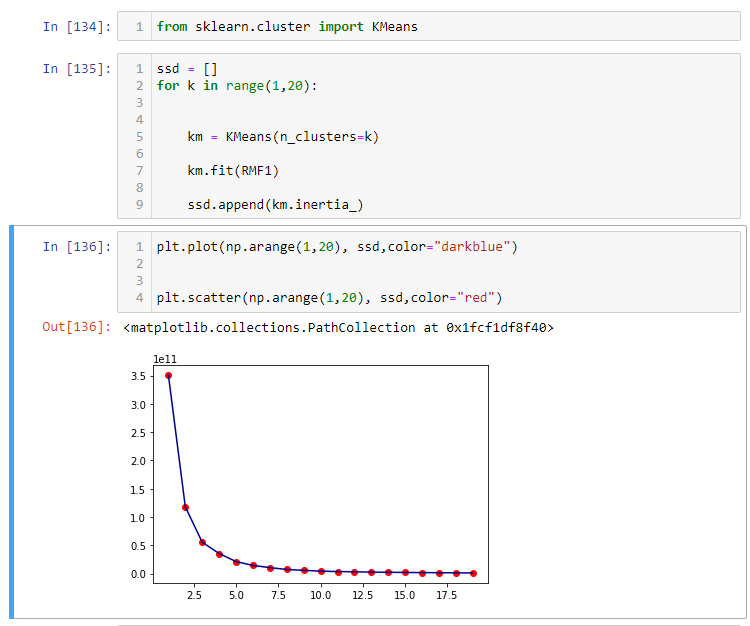 In [134]: 1 from sklearn.cluster import KMeans
In [135]: 1 ssd = []
2 for k in range(1,20):
3
4
5 km = KMeans(n_clusters=k)
6
7 km.fit(RMF1)
8
9 ssd.append(km.inertia_)
In [136]: 1 plt.plot(np.arange(1,20), ssd,color="darkblue")
2
3
4 plt.scatter(np.arange(1,20), ssd,color="red")
Out[136]: <matplotlib.collections.PathCollection at 0x1fcf1df8f40>
1e11
3.5
3.0
2.5
2.0
1.5
1.0
0.5
0.0
2.5 5.0 7.5 10.0 12.5 15.0 17.5